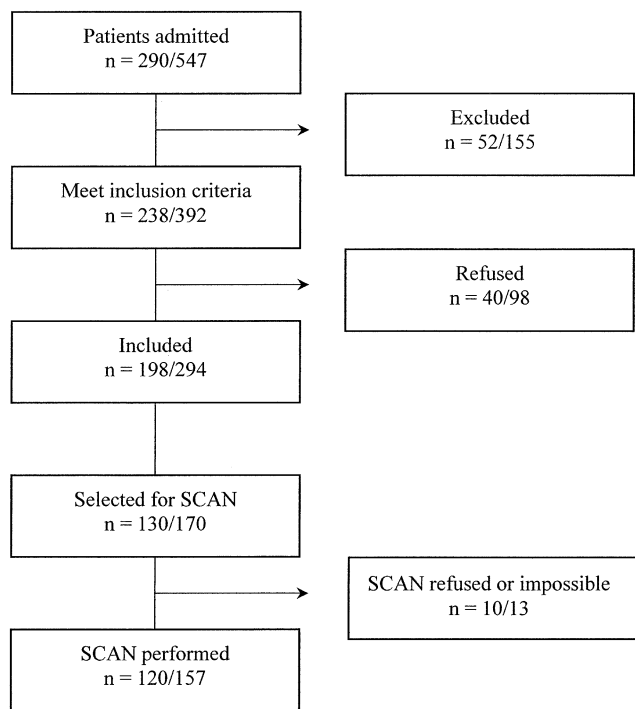 Patients admitted
n = 290/547
Excluded
n = 52/155
Meet inclusion criteria
n = 238/392
Refused
n = 40/98
Included
n = 198/294
Selected for SCAN
n = 130/170
SCAN refused or impossible
n = 10/13
SCAN performed
n = 120/157